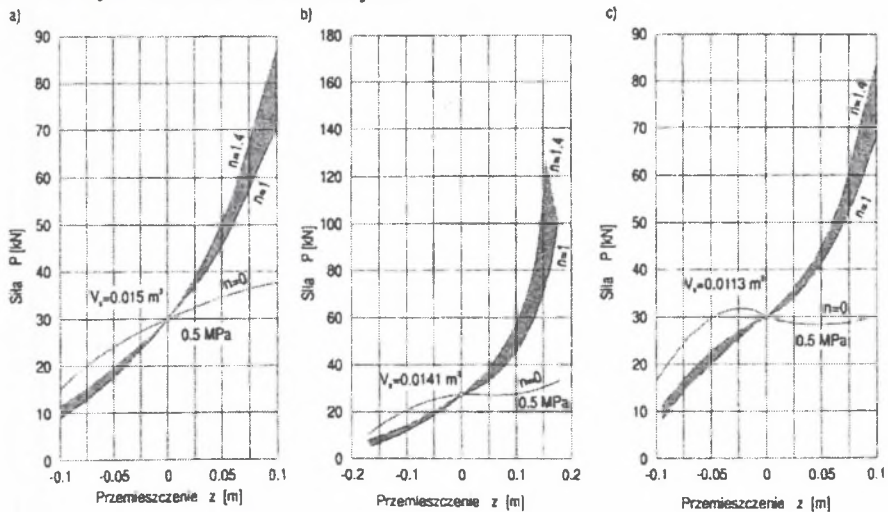 a)
90
80
70
60
50
40
30
20
10
0
Siła P [kN]
n=1.4
n=1
n=0
V₀=0.015 m³
0.5 MPa
-0.1 -0.05 0 0.05 0.1
Przemieszczenie z [m]
b)
180
160
140
120
100
80
60
40
20
0
Siła P [kN]
n=1.4
n=1
n=0
V₀=0.0141 m³
0.5 MPa
-0.2 -0.1 0 0.1 0.2
Przemieszczenie z [m]
c)
90
80
70
60
50
40
30
20
10
0
Siła P [kN]
n=1.4
n=1
n=0
V₀=0.0113 m³
0.5 MPa
-0.1 -0.05 0 0.05 0.1
Przemieszczenie z [m]